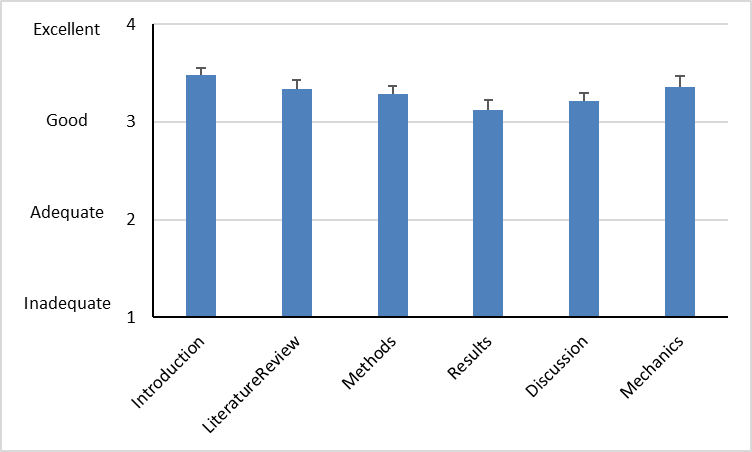 Excellent 4
Good 3
Adequate 2
Inadequate 1
Introduction
LiteratureReview
Methods
Results
Discussion
Mechanics